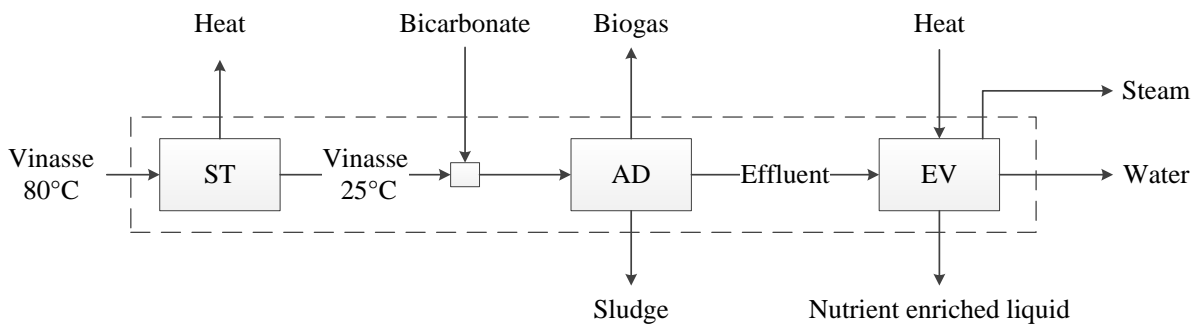 Heat
Bicarbonate
Biogas
Heat
Steam
Vinasse
80°C
ST
Vinasse
25°C
AD
Effluent
EV
Water
Sludge
Nutrient enriched liquid